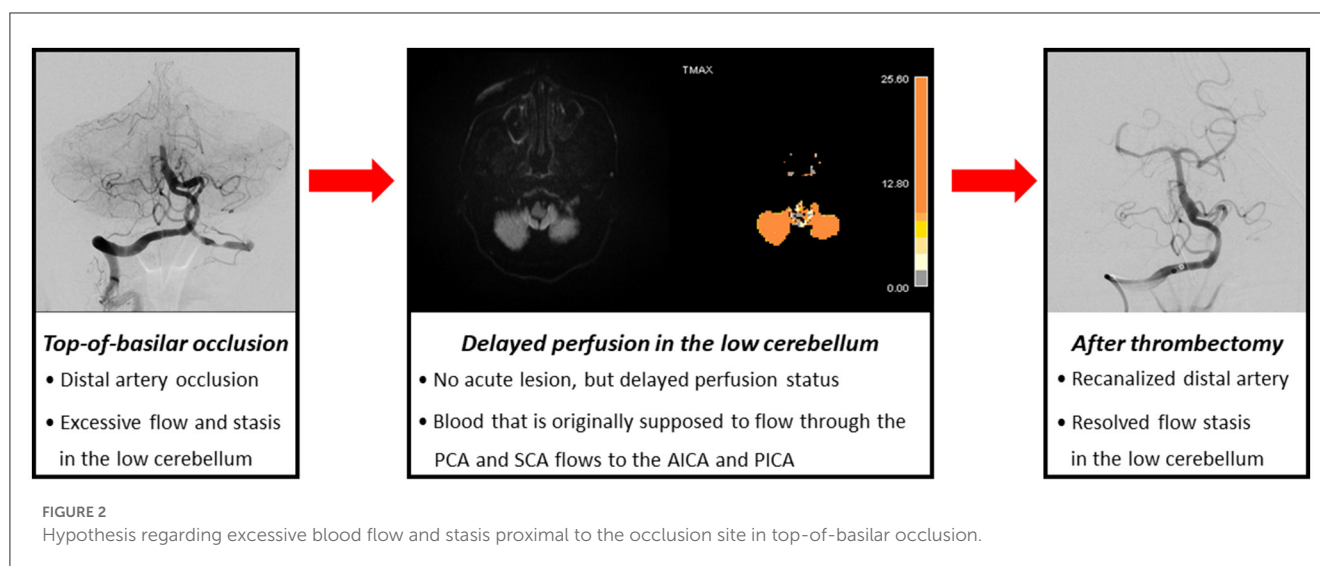 TMAX
25.60
12.80
0.00
Top-of-basilar occlusion
• Distal artery occlusion
• Excessive flow and stasis
in the low cerebellum
Delayed perfusion in the low cerebellum
• No acute lesion, but delayed perfusion status
• Blood that is originally supposed to flow through the
PCA and SCA flows to the AICA and PICA
After thrombectomy
• Recanalized distal artery
• Resolved flow stasis
in the low cerebellum
FIGURE 2
Hypothesis regarding excessive blood flow and stasis proximal to the occlusion site in top-of-basilar occlusion.